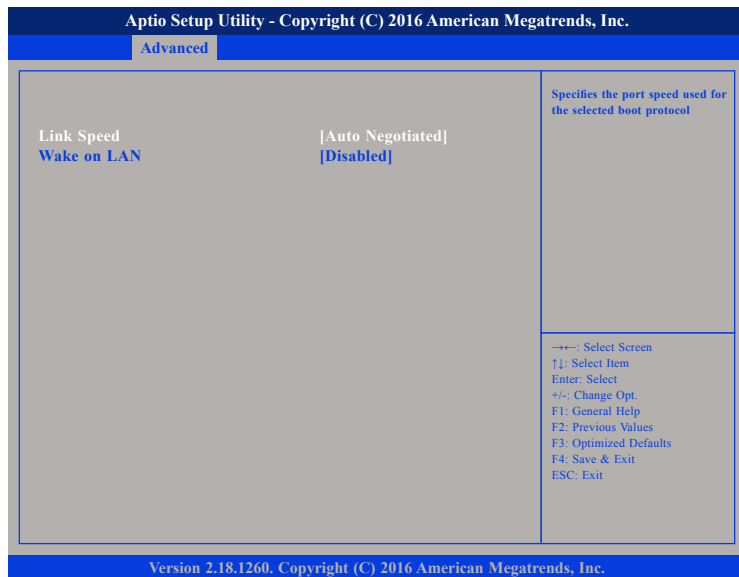 Aptio Setup Utility - Copyright (C) 2016 American Megatrends, Inc.
Advanced
Link Speed [Auto Negotiated]
Wake on LAN [Disabled]
Specifies the port speed used for
the selected boot protocol
→←: Select Screen
↑↓: Select Item
Enter: Select
+/-: Change Opt.
F1: General Help
F2: Previous Values
F3: Optimized Defaults
F4: Save & Exit
ESC: Exit
Version 2.18.1260. Copyright (C) 2016 American Megatrends, Inc.